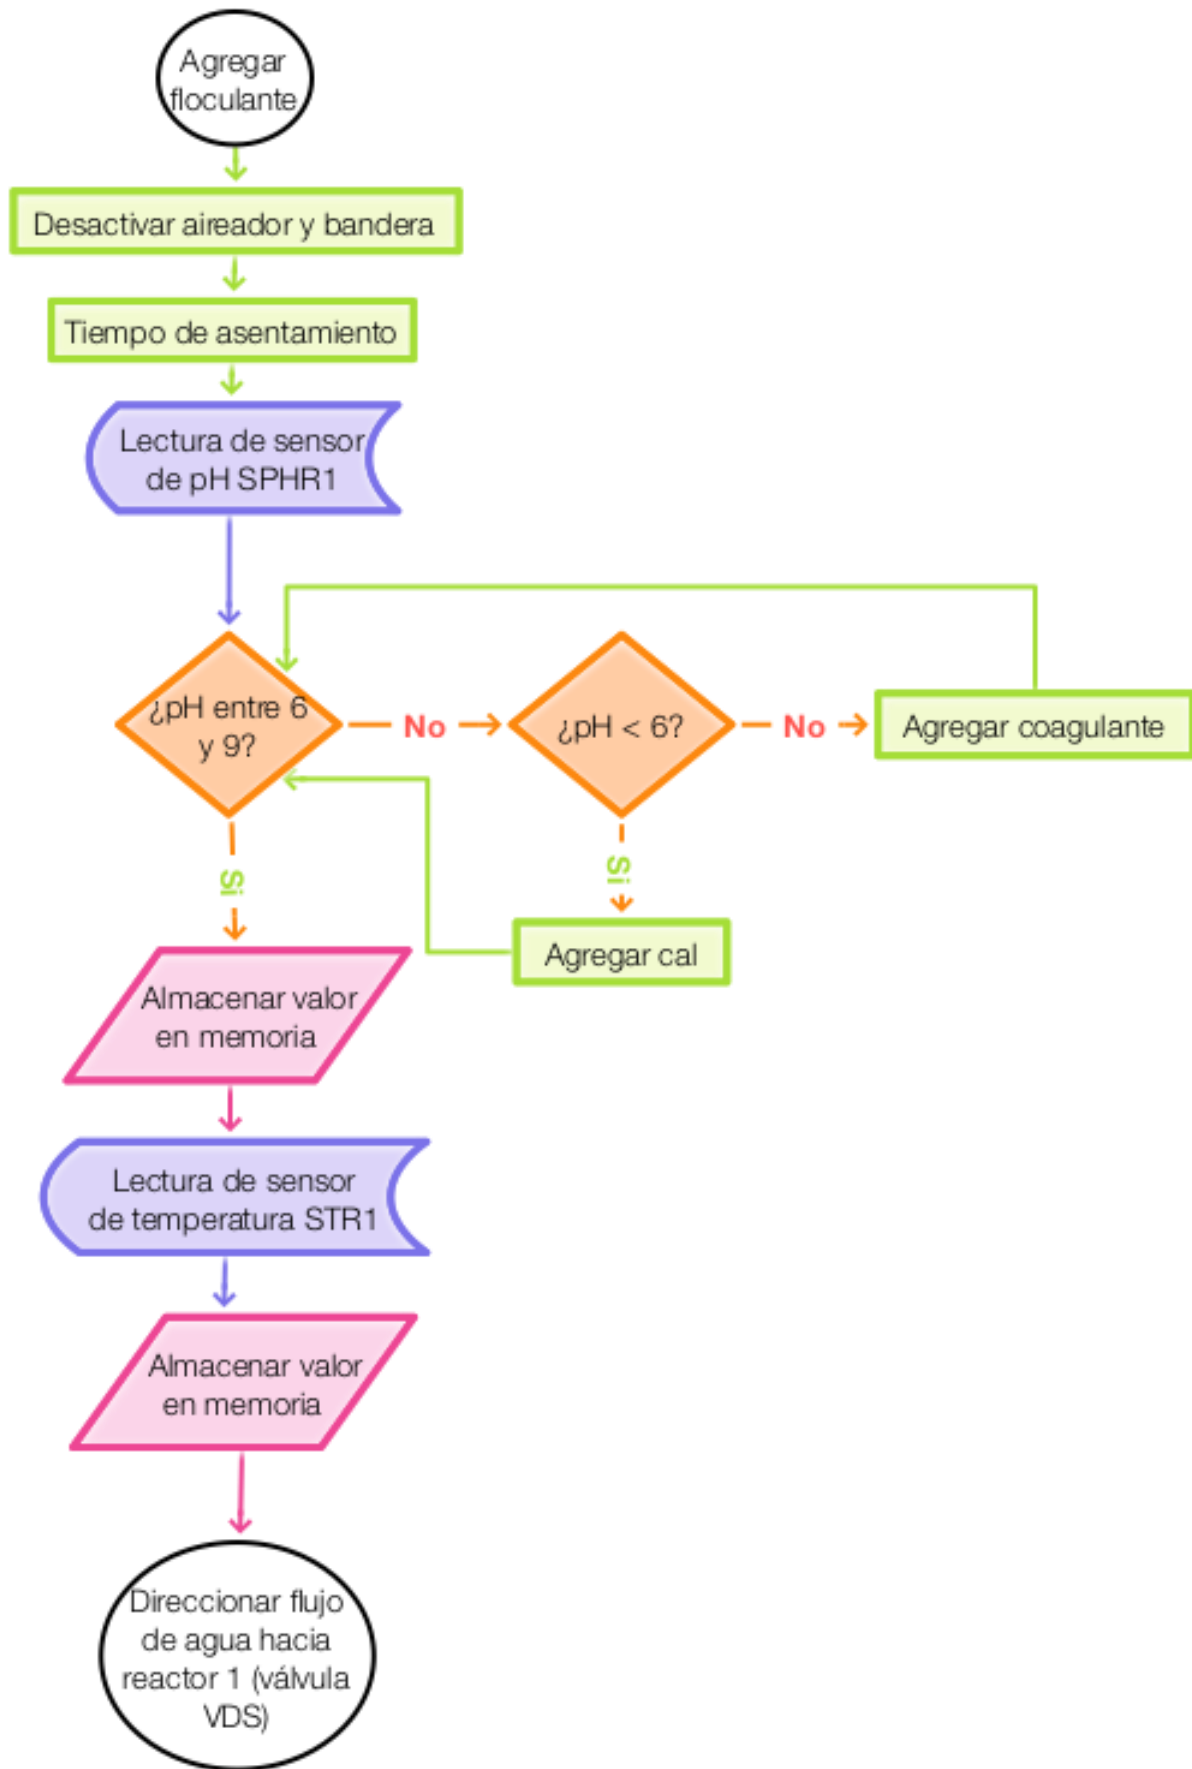 Agregar
floculante
Desactivar aireador y bandera
Tiempo de asentamiento
Lectura de sensor
de pH SPHR1
¿pH entre 6
y 9?
No
¿pH < 6?
No
Agregar coagulante
Si
Si
Agregar cal
Almacenar valor
en memoria
Lectura de sensor
de temperatura STR1
Almacenar valor
en memoria
Direccionar flujo
de agua hacia
reactor 1 (válvula
VDS)